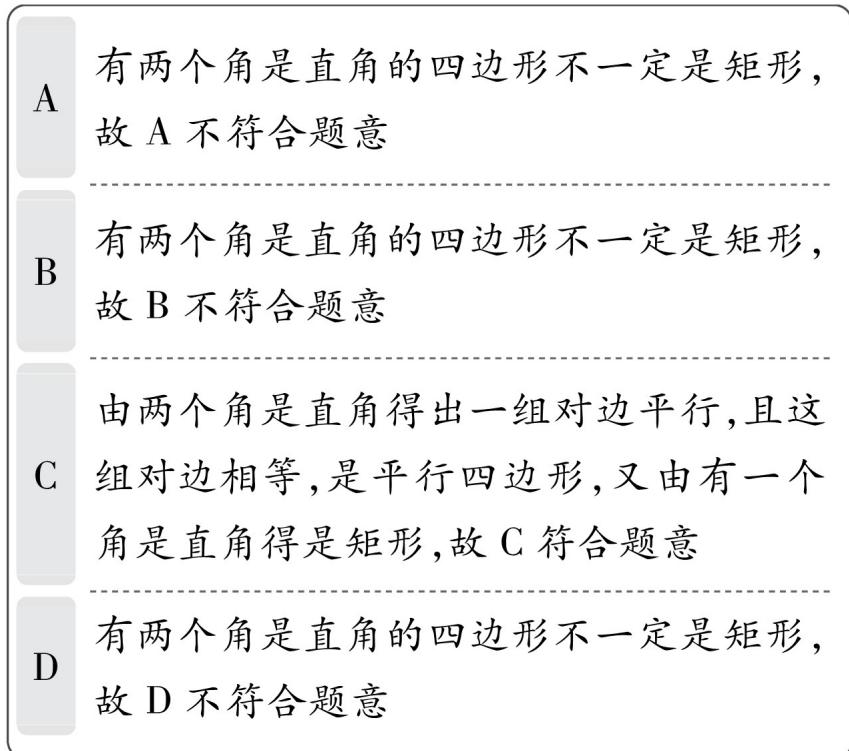 A
有两个角是直角的四边形不一定是矩形,
故 A 不符合题意
B
有两个角是直角的四边形不一定是矩形,
故 B 不符合题意
C
由两个角是直角得出一组对边平行,且这
组对边相等,是平行四边形,又由有一个
角是直角得是矩形,故 C 符合题意
D
有两个角是直角的四边形不一定是矩形,
故 D 不符合题意